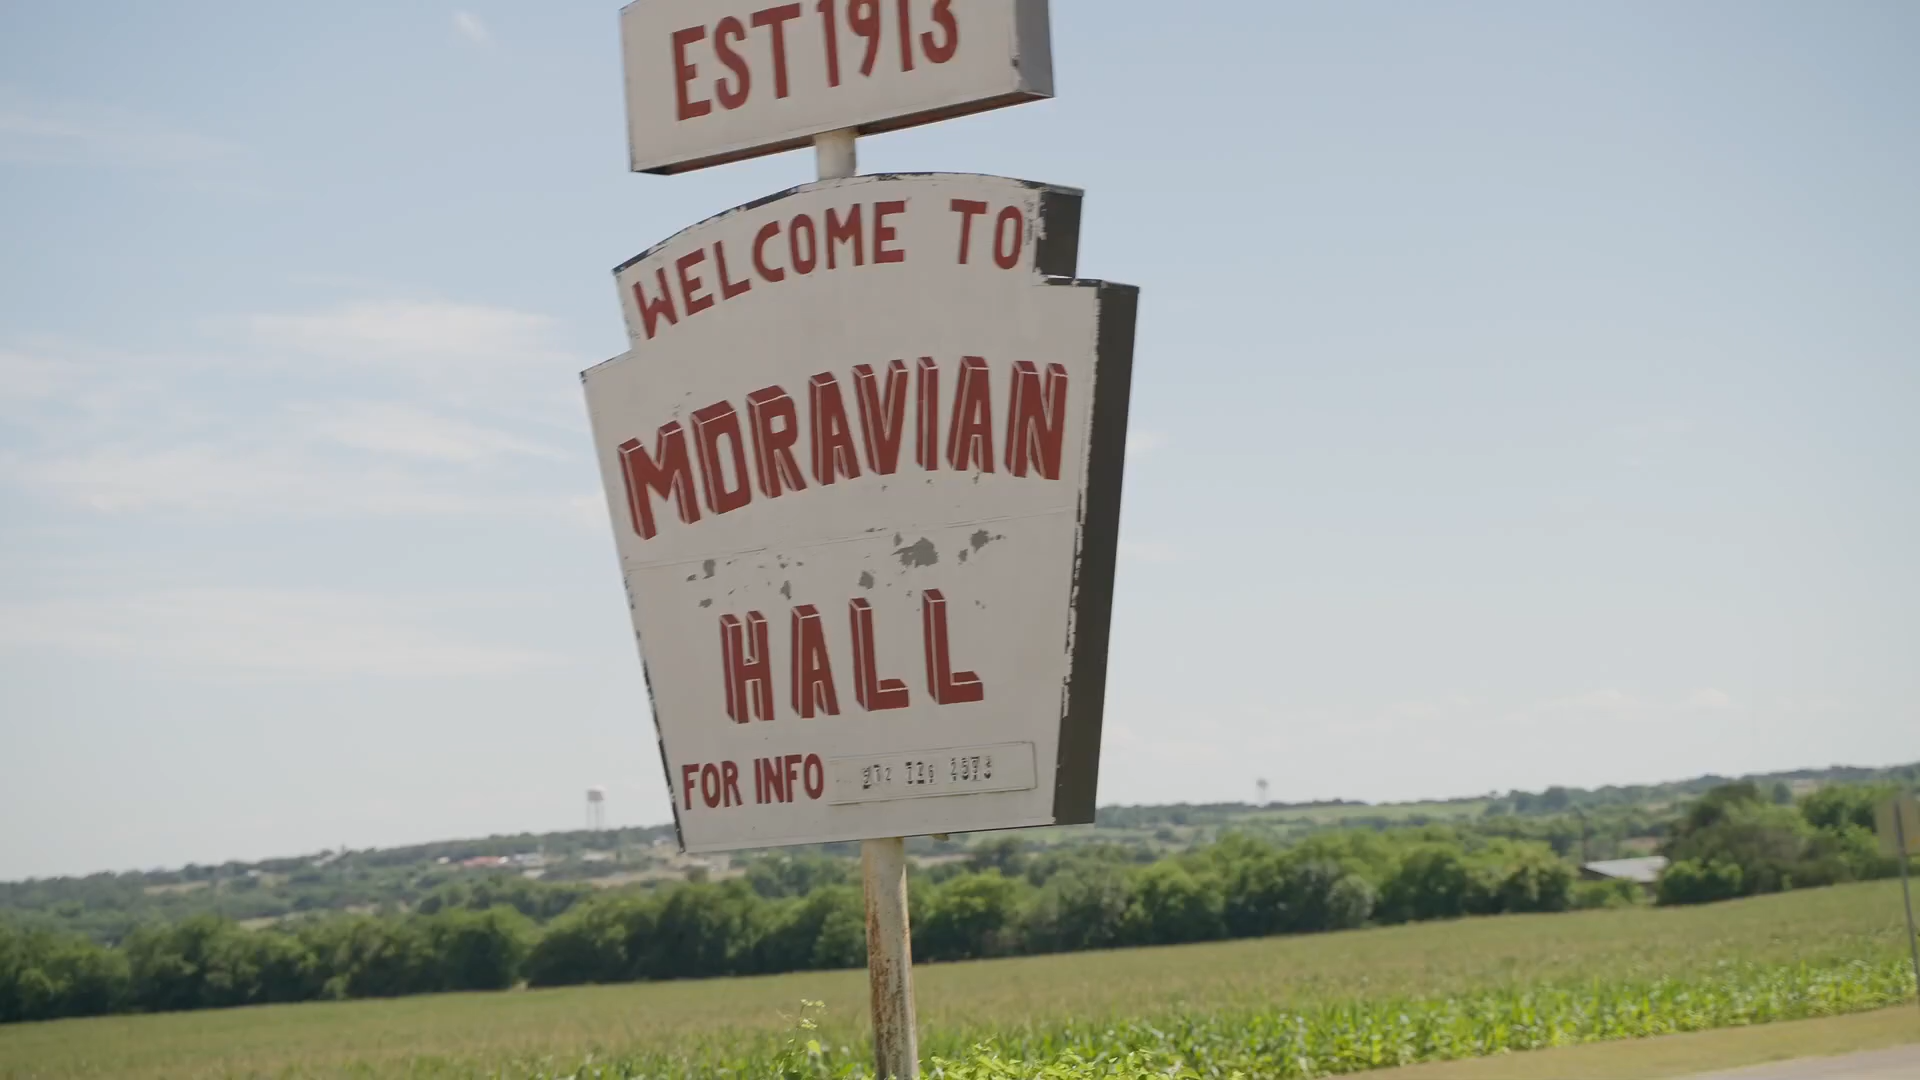 EST 1913
WELCOME TO
MORAVIAN
HALL
FOR INFO